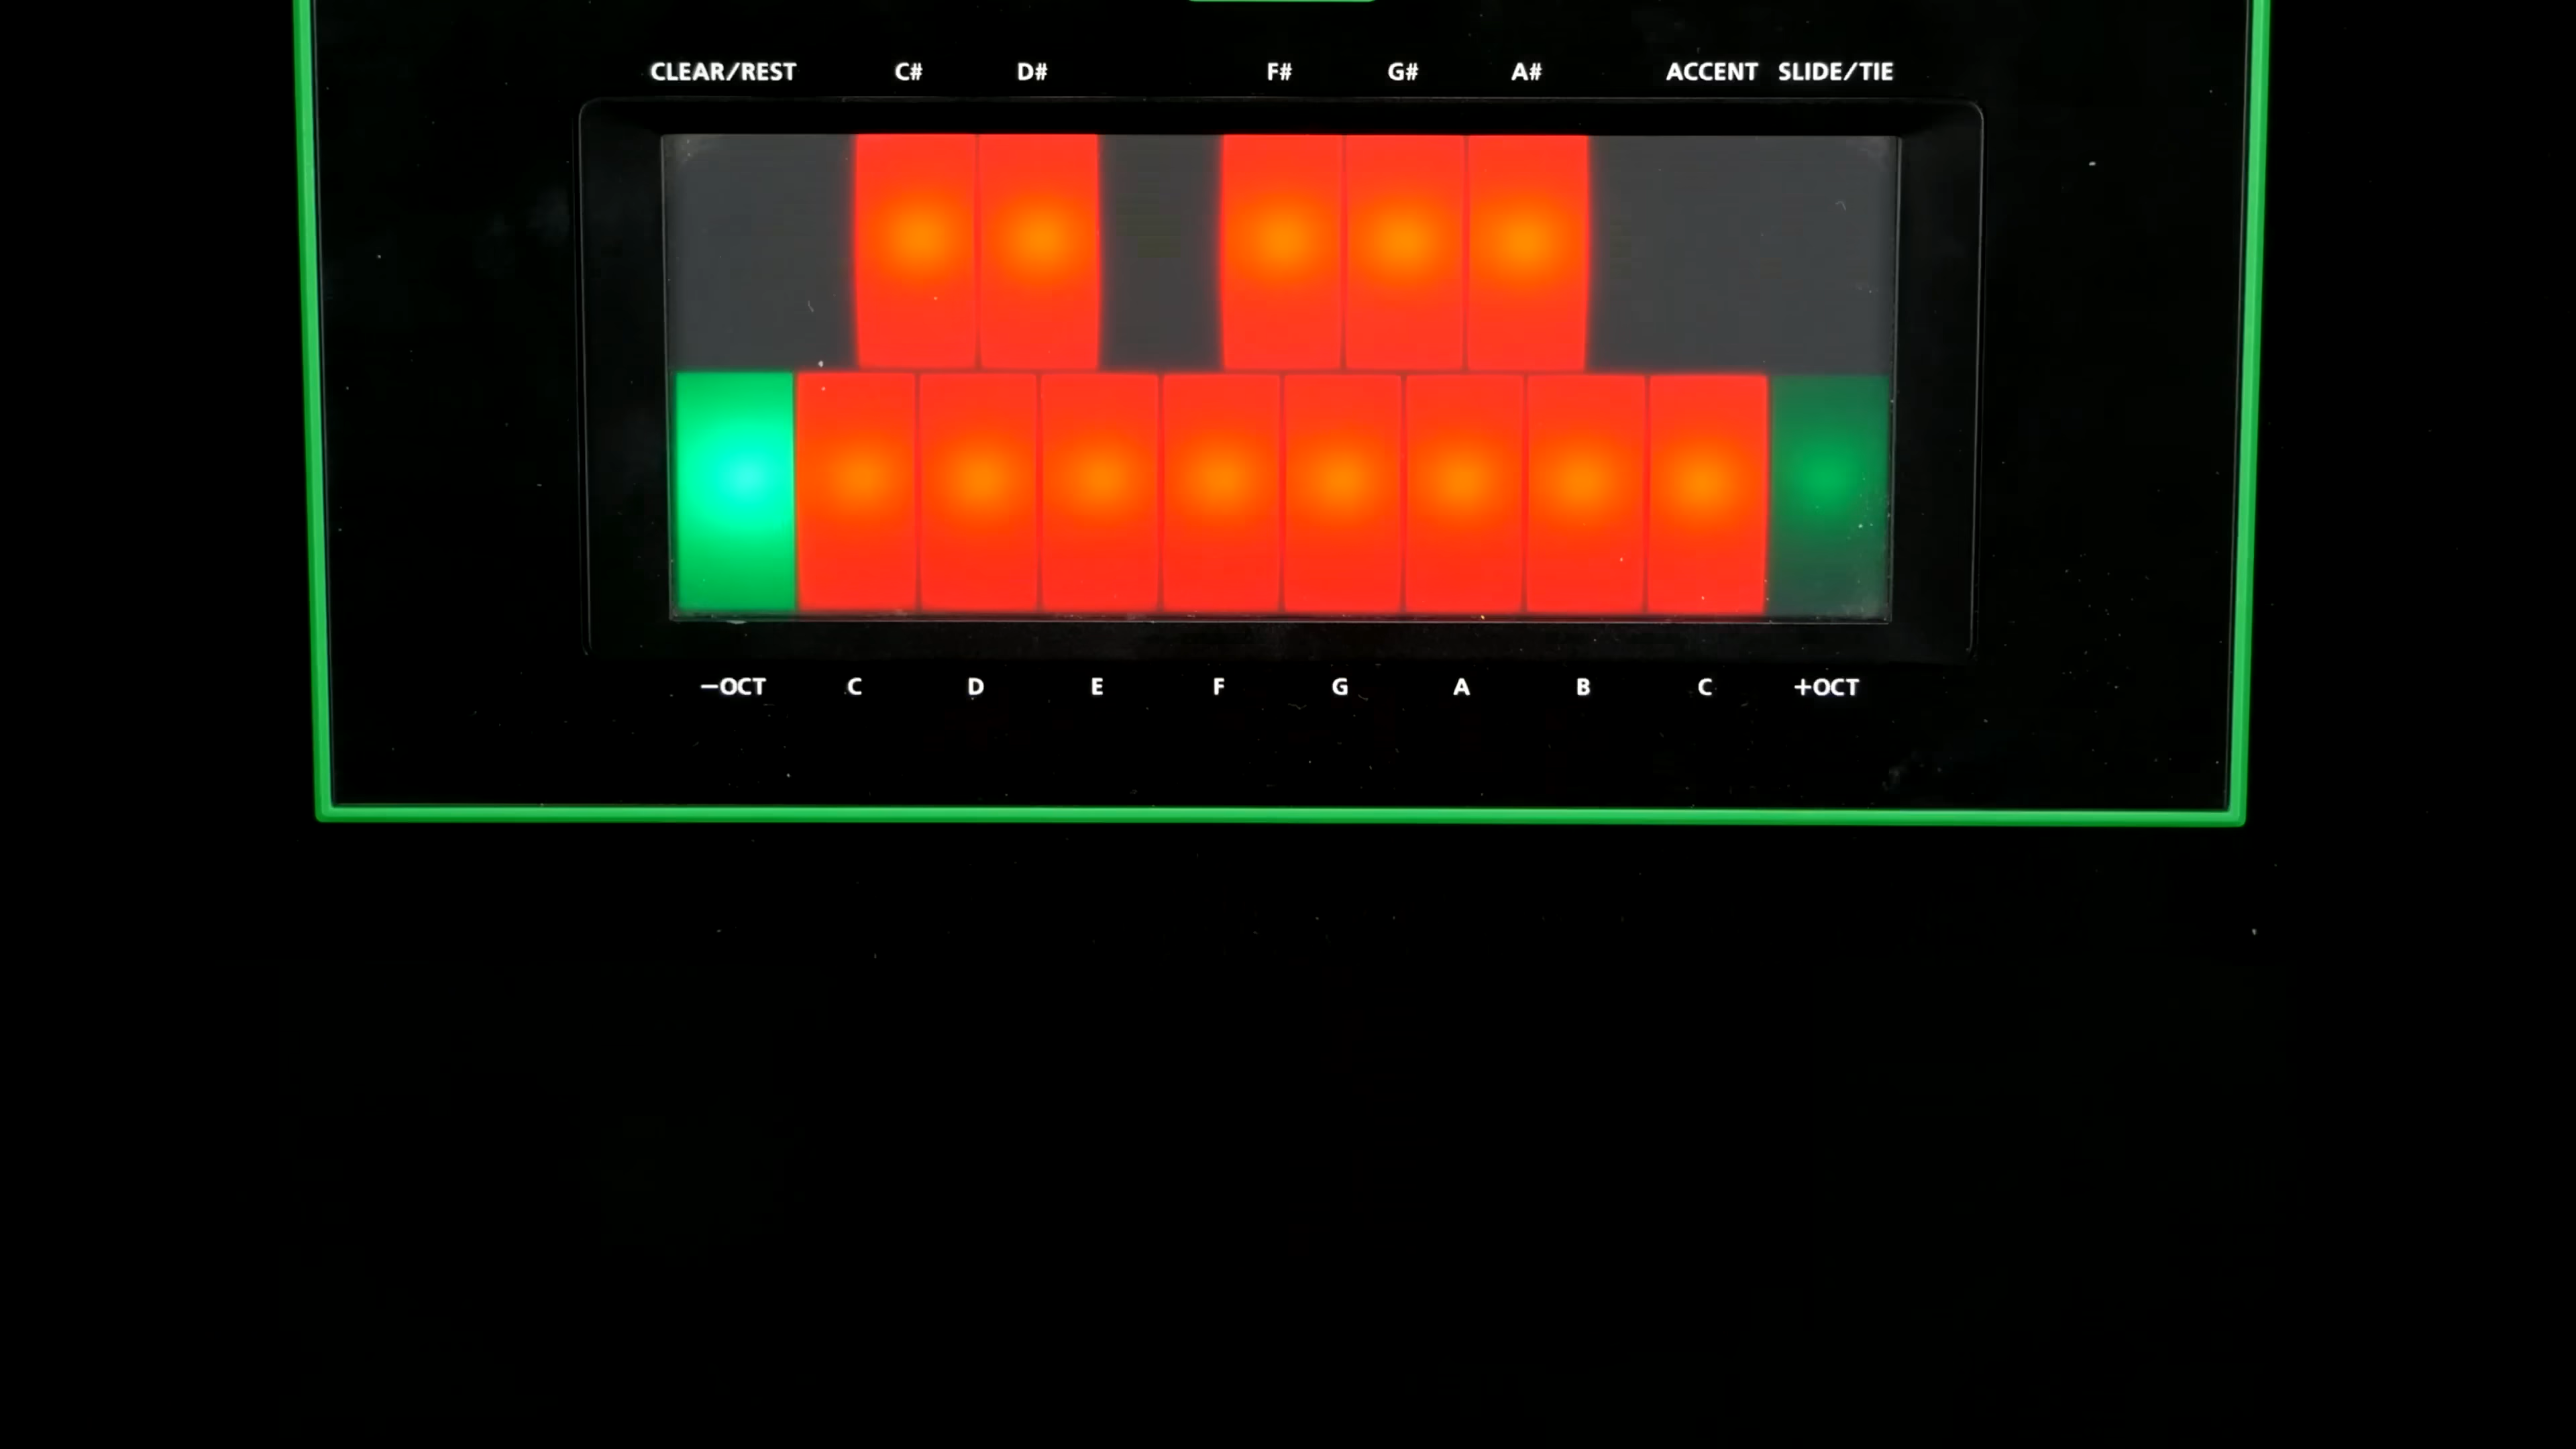 CLEAR/REST C# D# F# G# A# ACCENT SLIDE/TIE
−OCT C D E F G A B C +OCT